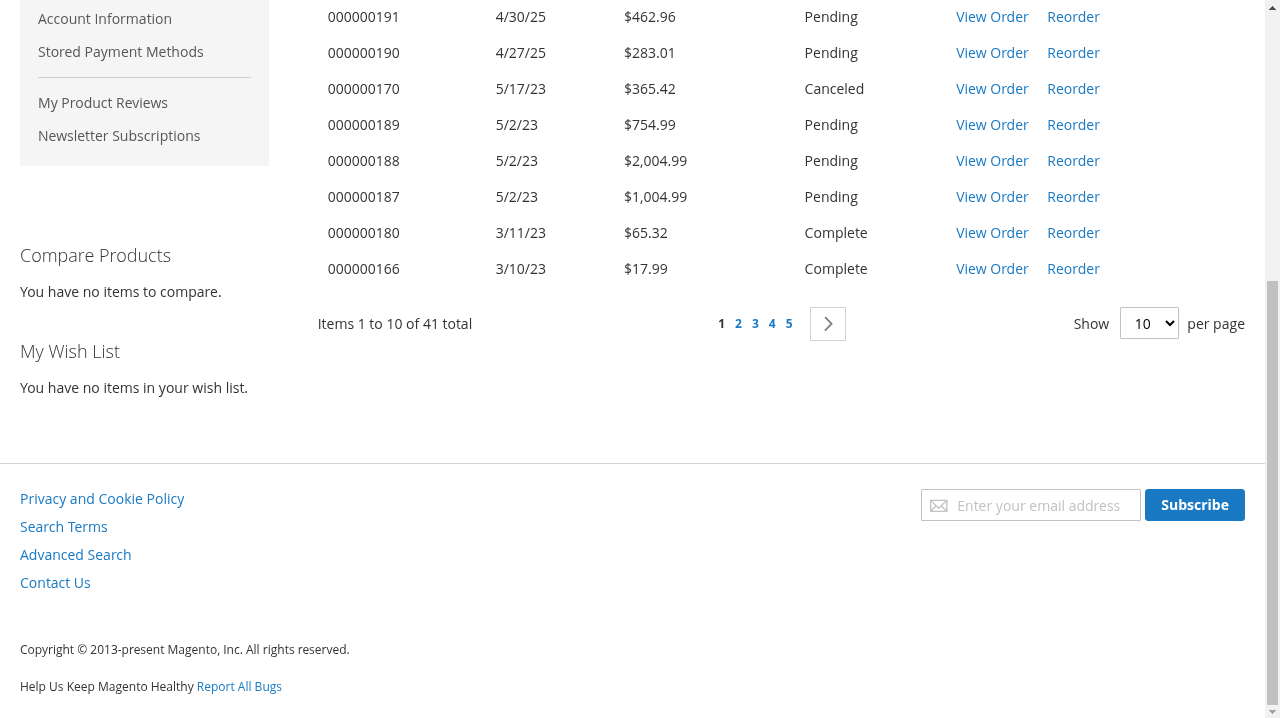 Account Information
Stored Payment Methods
My Product Reviews
Newsletter Subscriptions
000000191 4/30/25 $462.96 Pending View Order Reorder
000000190 4/27/25 $283.01 Pending View Order Reorder
000000170 5/17/23 $365.42 Canceled View Order Reorder
000000189 5/2/23 $754.99 Pending View Order Reorder
000000188 5/2/23 $2,004.99 Pending View Order Reorder
000000187 5/2/23 $1,004.99 Pending View Order Reorder
000000180 3/11/23 $65.32 Complete View Order Reorder
000000166 3/10/23 $17.99 Complete View Order Reorder
Items 1 to 10 of 41 total 1 2 3 4 5 Show 10 per page
Compare Products
You have no items to compare.
My Wish List
You have no items in your wish list.
Privacy and Cookie Policy
Search Terms
Advanced Search
Contact Us
Enter your email address Subscribe
Copyright © 2013-present Magento, Inc. All rights reserved.
Help Us Keep Magento Healthy Report All Bugs